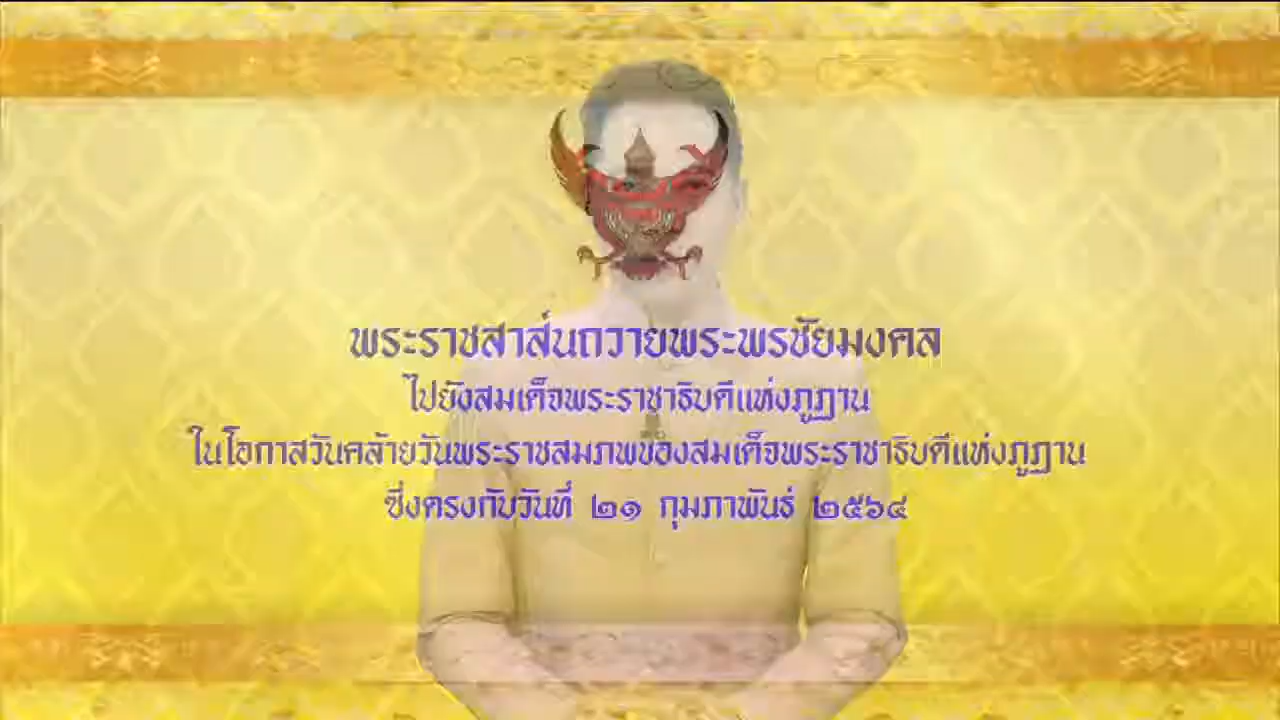 พระราชสาส์นถวายพระพรชัยมงคล
ไปยังสมเด็จพระราชาธิบดีแห่งภูฏาน
ในโอกาสวันคล้ายวันพระราชสมภพของสมเด็จพระราชาธิบดีแห่งภูฏาน
ซึ่งตรงกับวันที่ ๒๑ กุมภาพันธ์ ๒๕๖๔